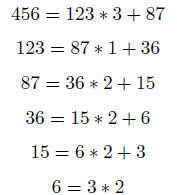 456 = 123 * 3 + 87
123 = 87 * 1 + 36
87 = 36 * 2 + 15
36 = 15 * 2 + 6
15 = 6 * 2 + 3
6 = 3 * 2